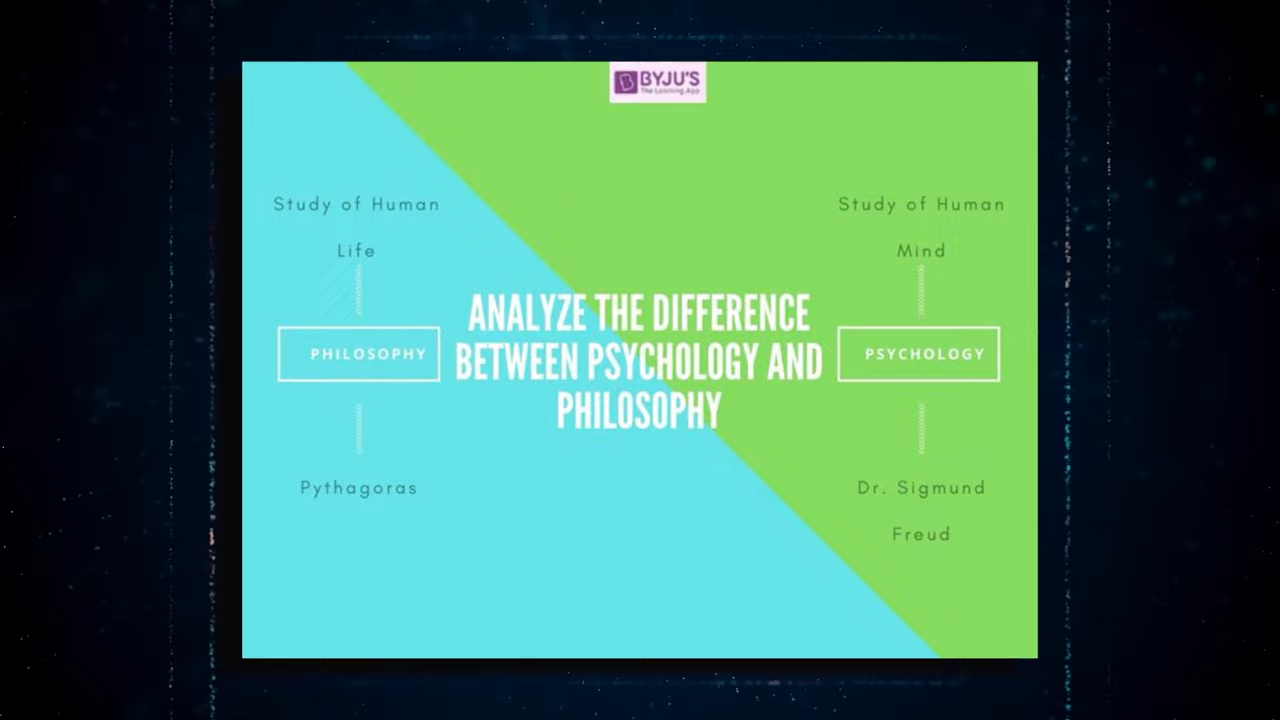 BYJU'S
The Learning App
Study of Human
Life
PHILOSOPHY
Pythagoras
ANALYZE THE DIFFERENCE
BETWEEN PSYCHOLOGY AND
PHILOSOPHY
Study of Human
Mind
PSYCHOLOGY
Dr. Sigmund
Freud